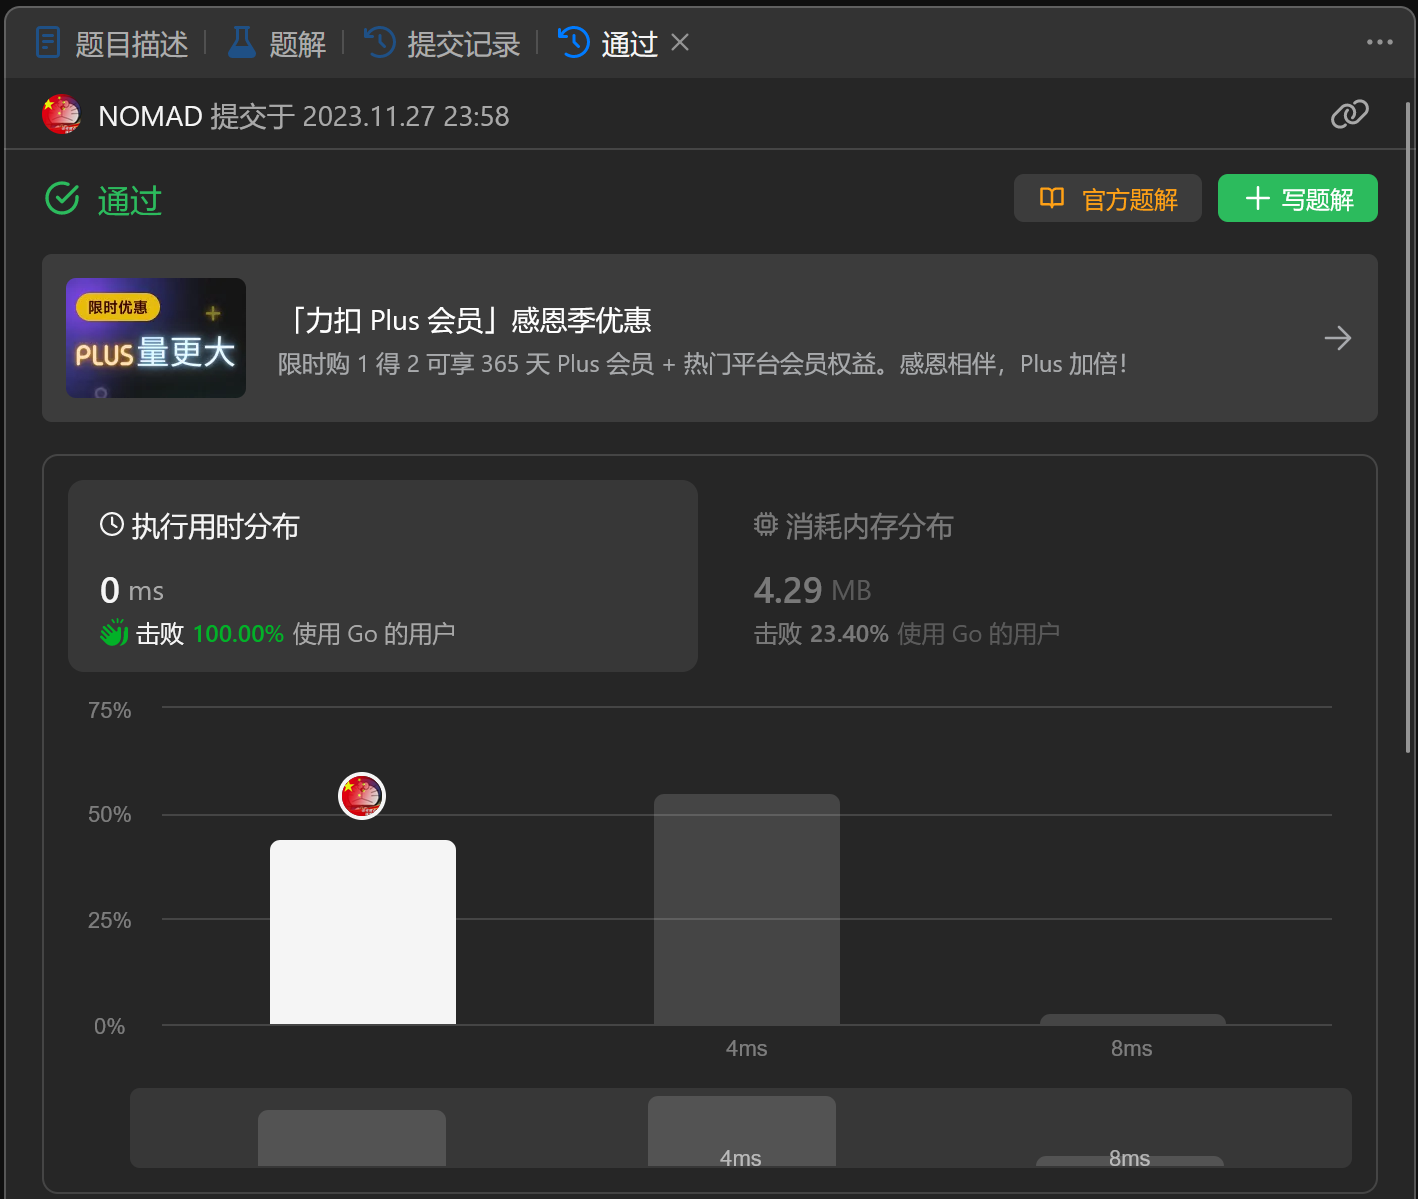 题目描述 题解 提交记录 通过
NOMAD 提交于 2023.11.27 23:58
通过
官方题解
写题解
限时优惠
PLUS量更大
「力扣 Plus 会员」感恩季优惠
限时购 1 得 2 可享 365 天 Plus 会员 + 热门平台会员权益。感恩相伴，Plus 加倍！
执行用时分布
0 ms
击败 100.00% 使用 Go 的用户
消耗内存分布
4.29 MB
击败 23.40% 使用 Go 的用户
75%
50%
25%
0%
4ms
8ms
4ms
8ms